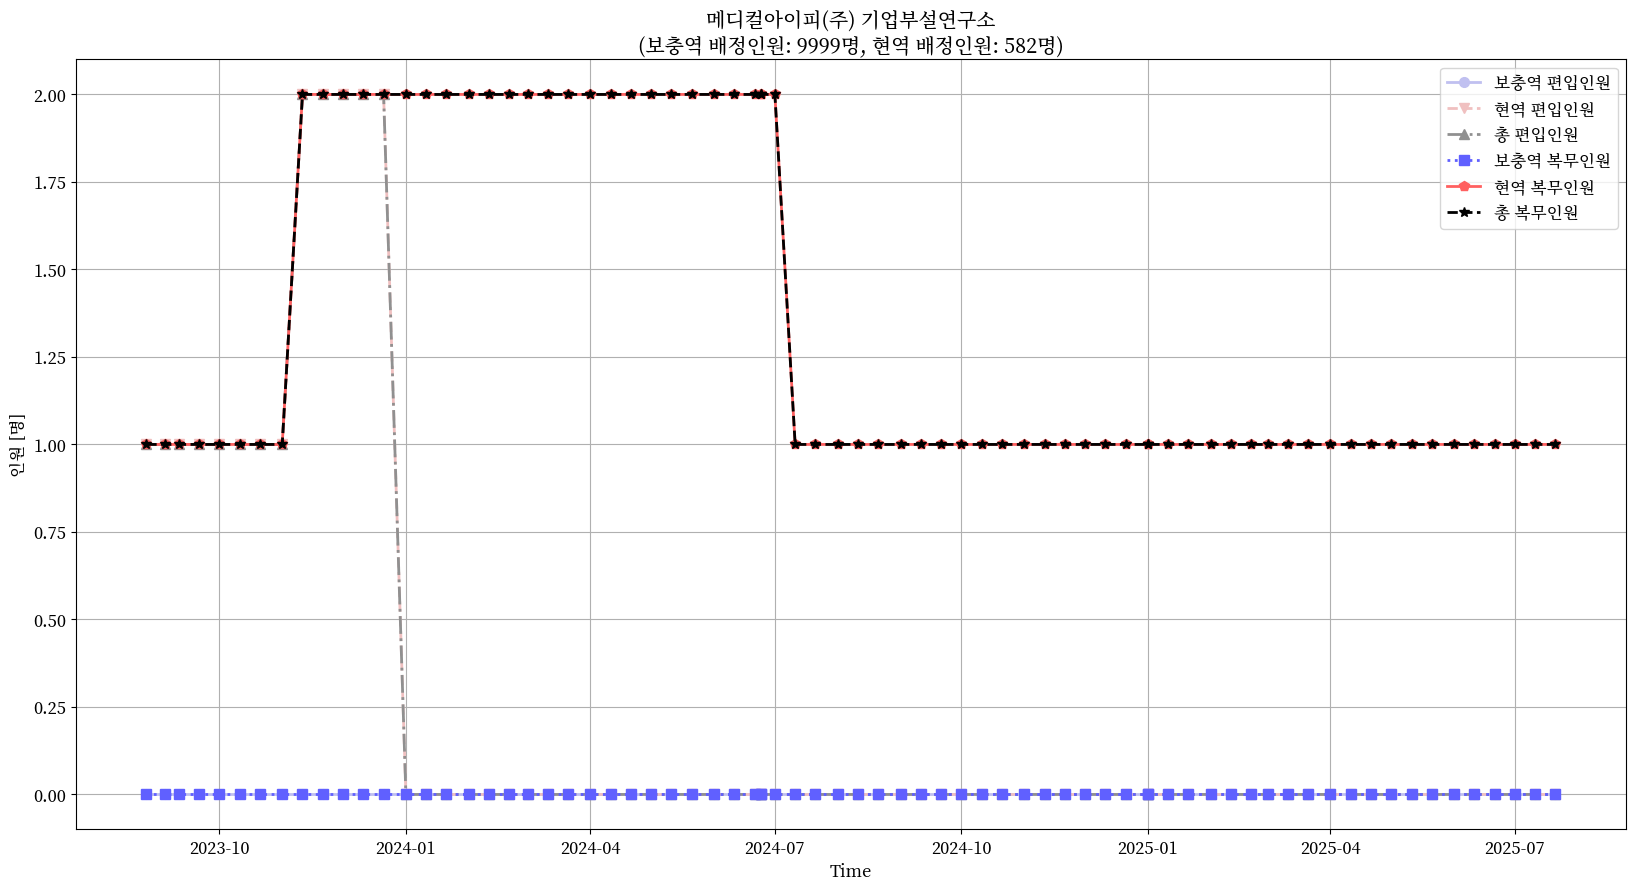 메디컬아이피(주) 기업부설연구소
(보충역 배정인원: 9999명, 현역 배정인원: 582명)
보충역 편입인원
현역 편입인원
총 편입인원
보충역 복무인원
현역 복무인원
총 복무인원
인원 [명]
2.00
1.75
1.50
1.25
1.00
0.75
0.50
0.25
0.00
2023-10
2024-01
2024-04
2024-07
2024-10
2025-01
2025-04
2025-07
Time